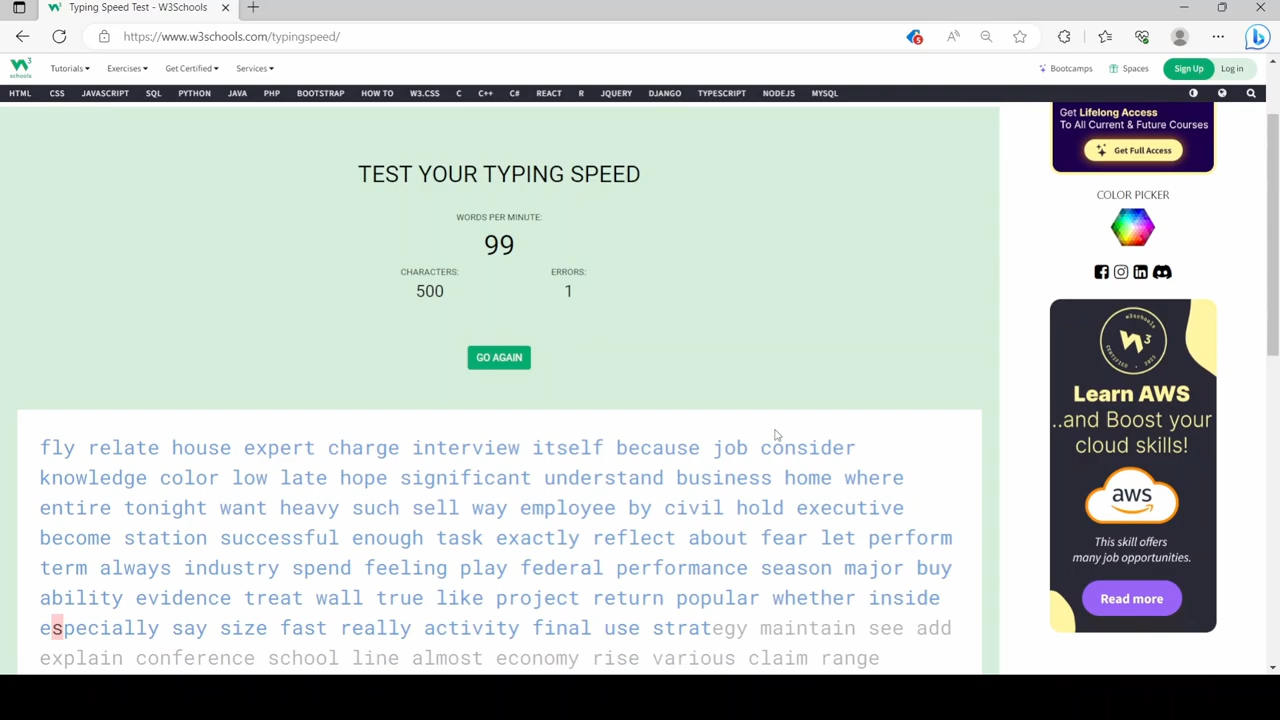 Typing Speed Test - W3Schools
https://www.w3schools.com/typingspeed/
5
W3 schools
Tutorials Exercises Get Certified Services
Bootcamps Spaces Sign Up Log in
HTML CSS JAVASCRIPT SQL PYTHON JAVA PHP BOOTSTRAP HOW TO W3.CSS C C++ C# REACT R JQUERY DJANGO TYPESCRIPT NODEJS MYSQL
Get Lifelong Access
To All Current & Future Courses
Get Full Access
TEST YOUR TYPING SPEED
WORDS PER MINUTE:
99
CHARACTERS: ERRORS:
500 1
GO AGAIN
fly relate house expert charge interview itself because job consider
knowledge color low late hope significant understand business home where
entire tonight want heavy such sell way employee by civil hold executive
become station successful enough task exactly reflect about fear let perform
term always industry spend feeling play federal performance season major buy
ability evidence treat wall true like project return popular whether inside
especially say size fast really activity final use strategy maintain see add
explain conference school line almost economy rise various claim range
COLOR PICKER
w3schools
W3
CERTIFIED
Learn AWS
..and Boost your
cloud skills!
aws
This skill offers
many job opportunities.
Read more